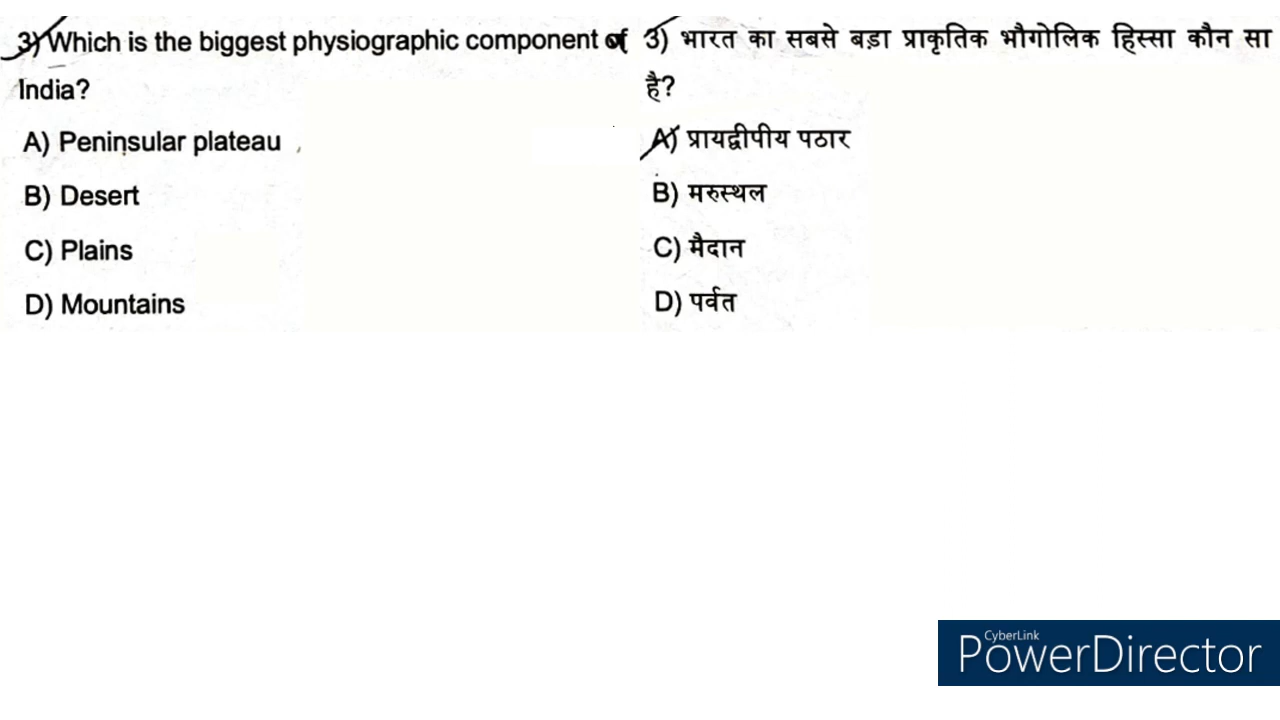 3) Which is the biggest physiographic component of
India?
A) Peninsular plateau
B) Desert
C) Plains
D) Mountains
3) भारत का सबसे बड़ा प्राकृतिक भौगोलिक हिस्सा कौन सा
है?
A) प्रायद्वीपीय पठार
B) मरुस्थल
C) मैदान
D) पर्वत
CyberLink
PowerDirector